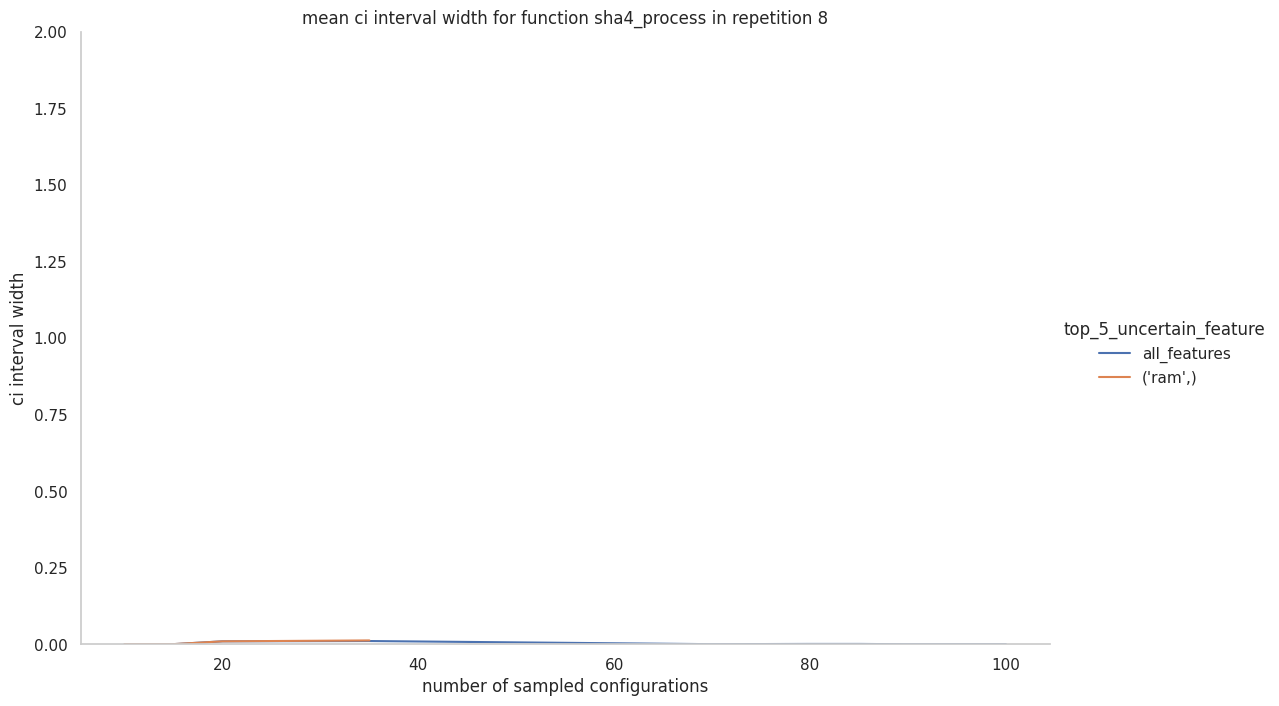 mean ci interval width for function sha4_process in repetition 8
2.00
1.75
1.50
1.25
1.00
0.75
0.50
0.25
0.00
ci interval width
20
40
60
80
100
number of sampled configurations
top_5_uncertain_feature
all_features
('ram',)